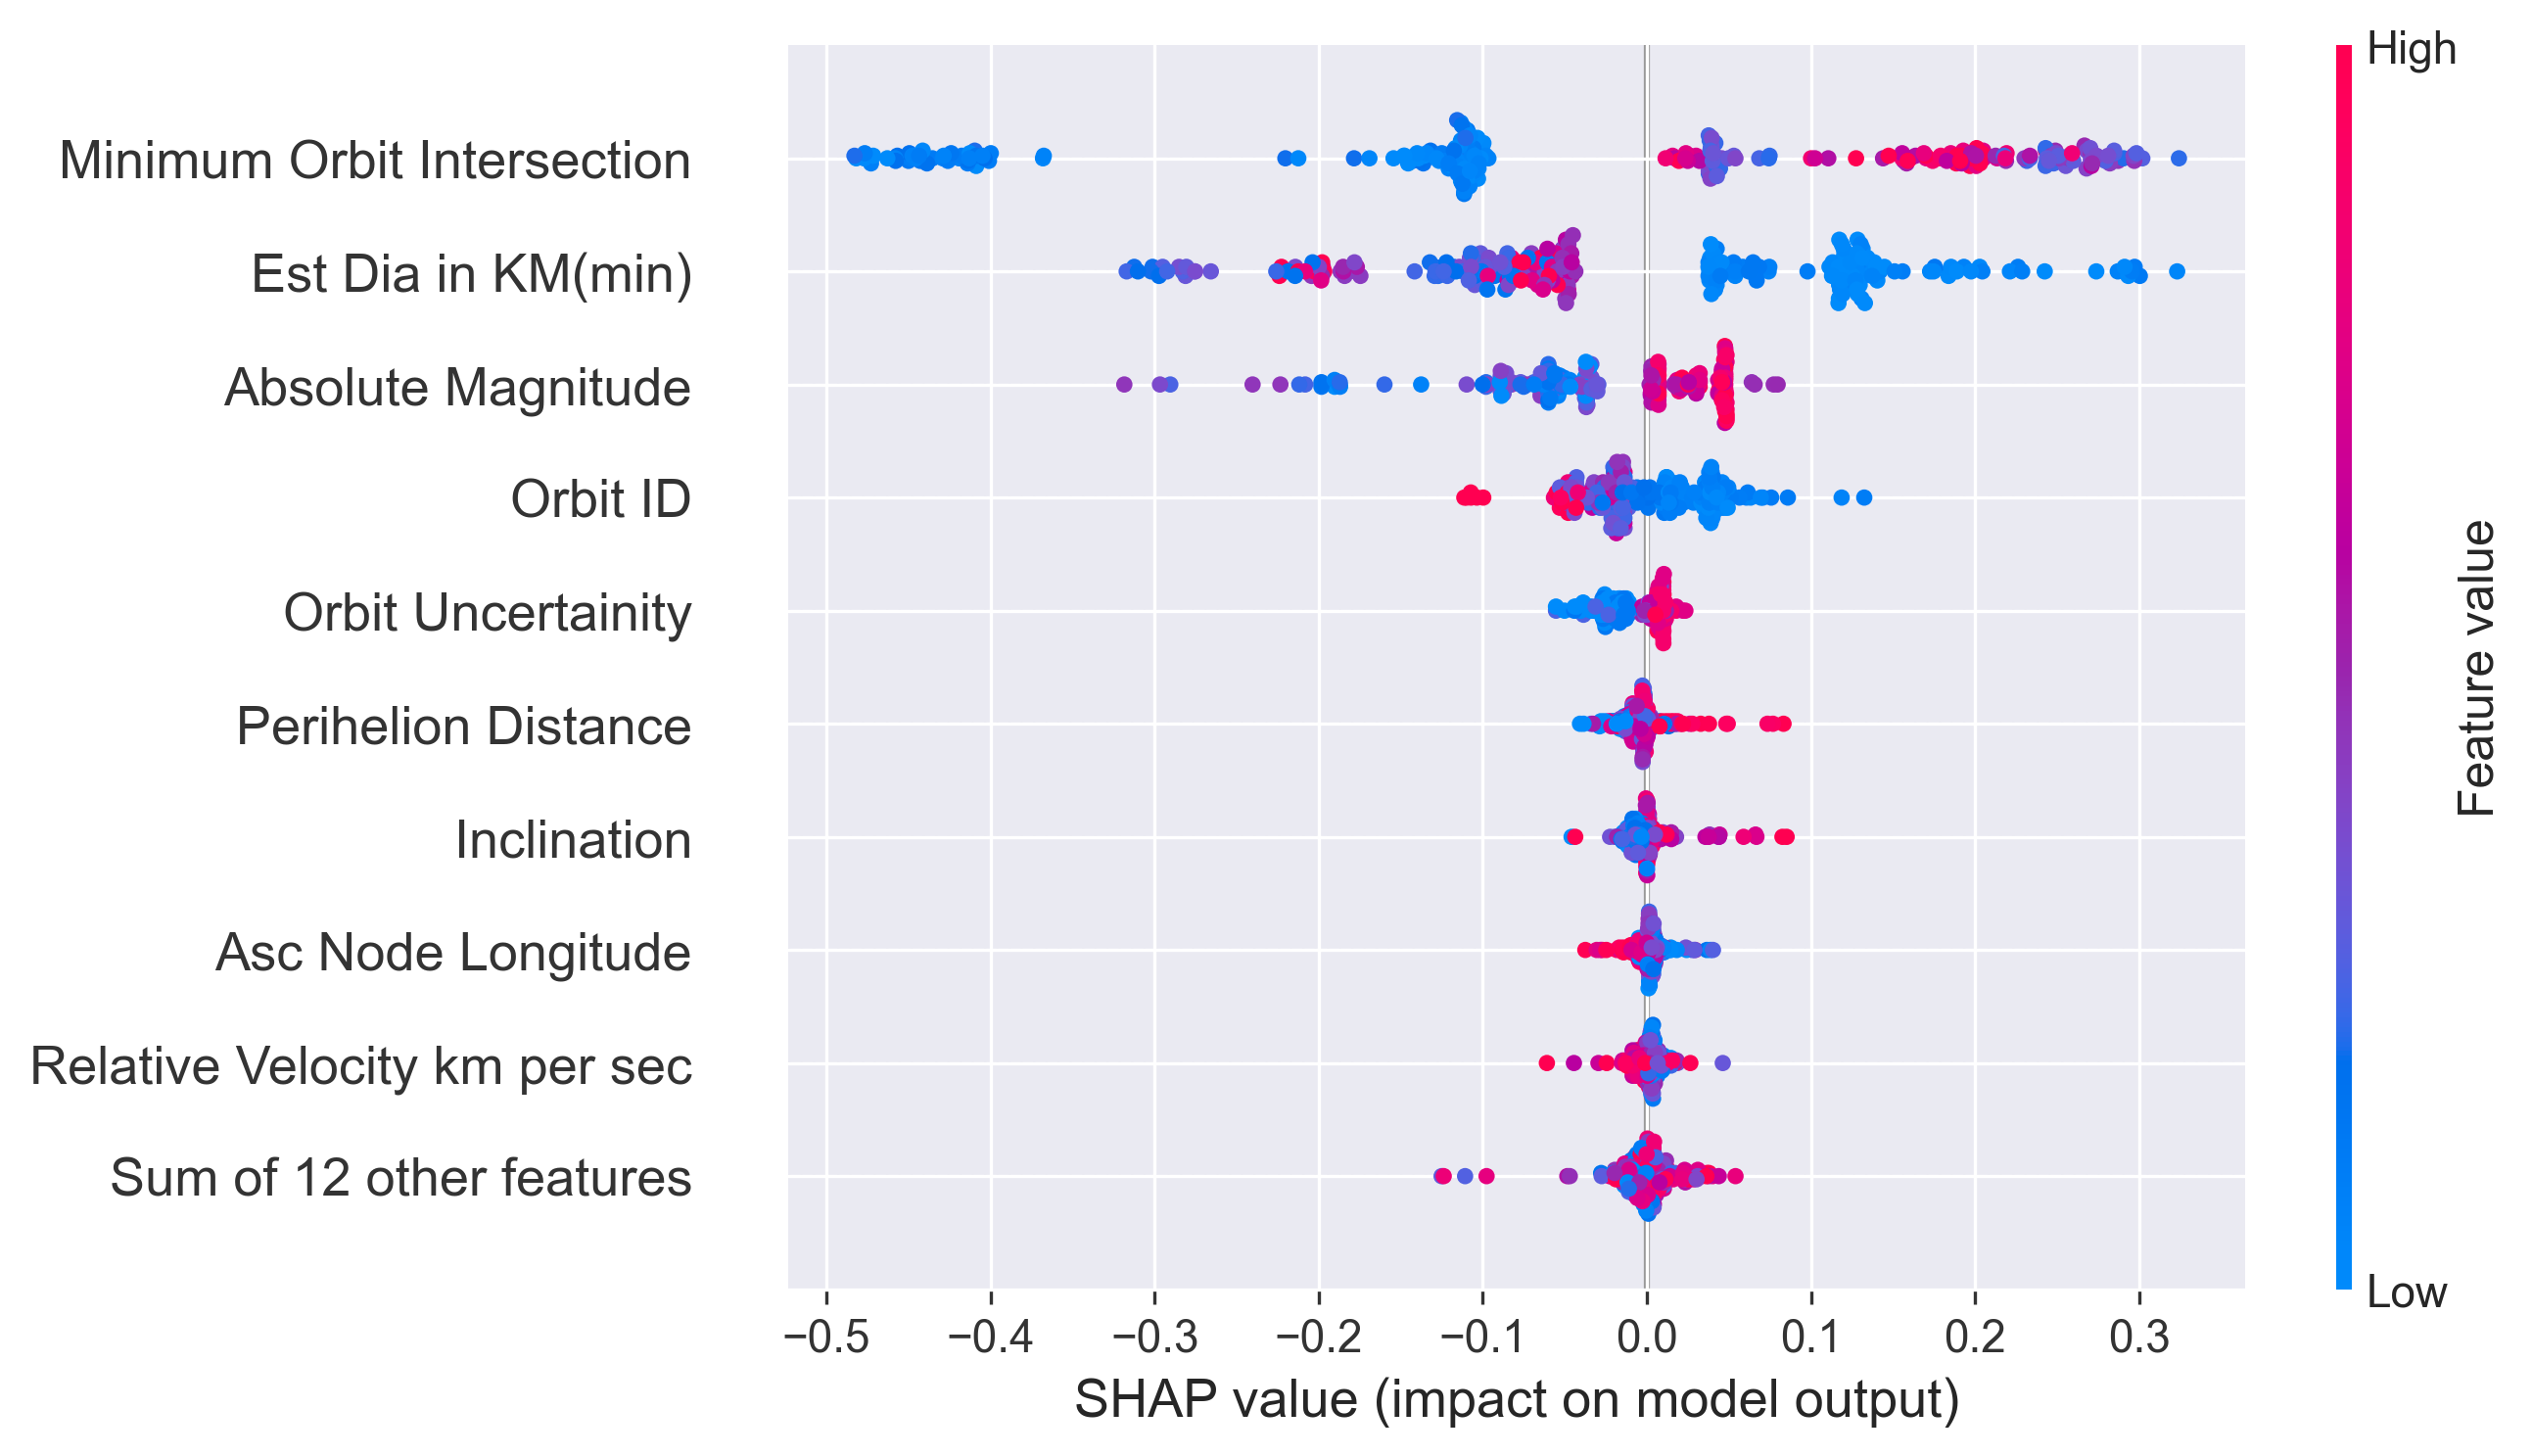 High
Minimum Orbit Intersection
Est Dia in KM(min)
Absolute Magnitude
Orbit ID
Orbit Uncertainity
Perihelion Distance
Inclination
Asc Node Longitude
Relative Velocity km per sec
Sum of 12 other features
Feature value
Low
−0.5 −0.4 −0.3 −0.2 −0.1 0.0 0.1 0.2 0.3
SHAP value (impact on model output)